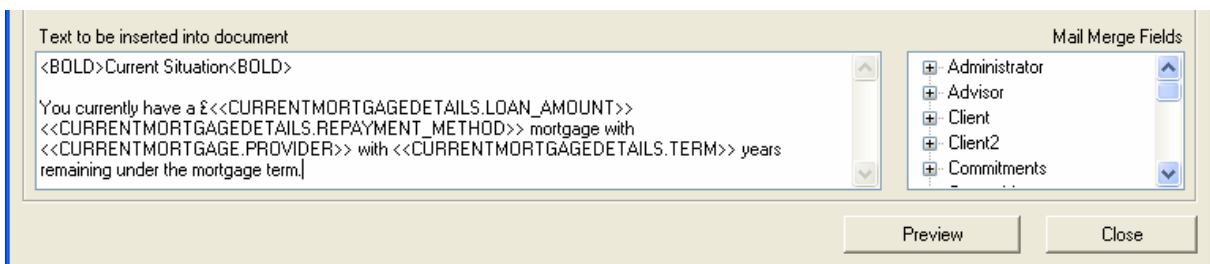 Text to be inserted into document
Mail Merge Fields
<BOLD>Current Situation<BOLD>
You currently have a £<<CURRENTMORTGAGEDETAILS.LOAN_AMOUNT>>
<<CURRENTMORTGAGEDETAILS.REPAYMENT_METHOD>> mortgage with
<<CURRENTMORTGAGE.PROVIDER>> with <<CURRENTMORTGAGEDETAILS.TERM>> years
remaining under the mortgage term.
Administrator
Advisor
Client
Client2
Commitments
Preview
Close